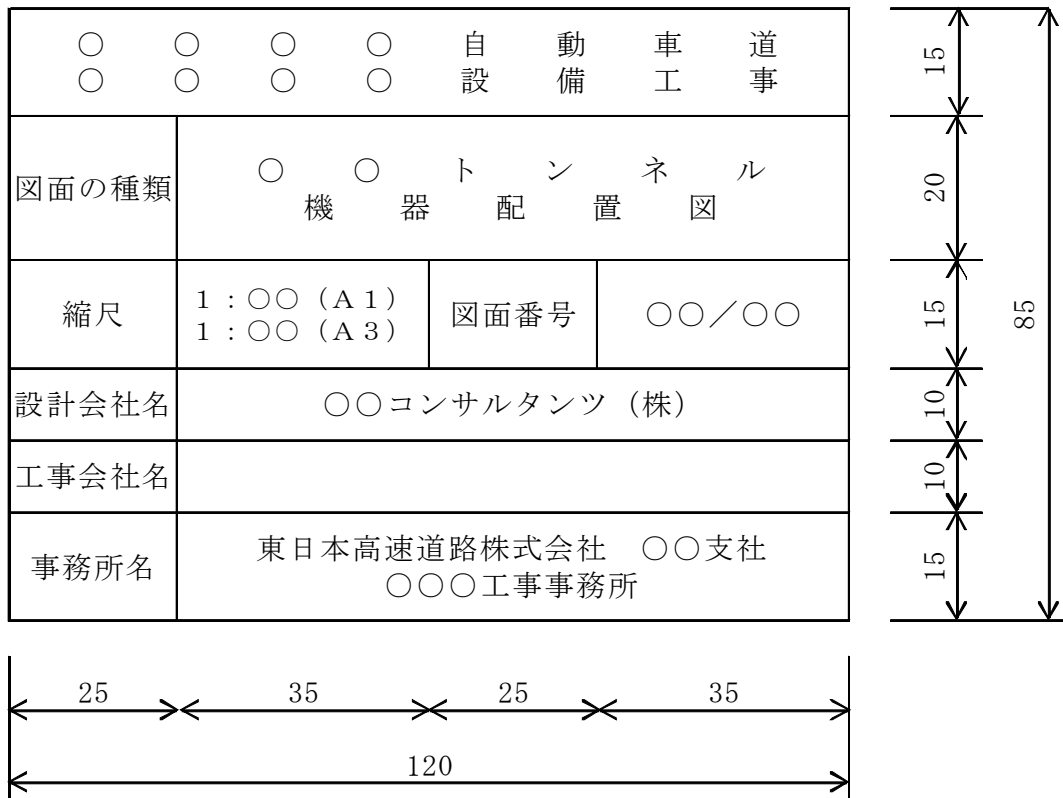 ○○○○自動車道
○○○○設備工事
図面の種類
○○トンネル
機器配置図
縮尺
1：○○（A1）
1：○○（A3）
図面番号
○○／○○
設計会社名
○○コンサルタンツ（株）
工事会社名
事務所名
東日本高速道路株式会社　○○支社
○○○工事事務所
15
20
15
10
10
15
85
25
35
25
35
120